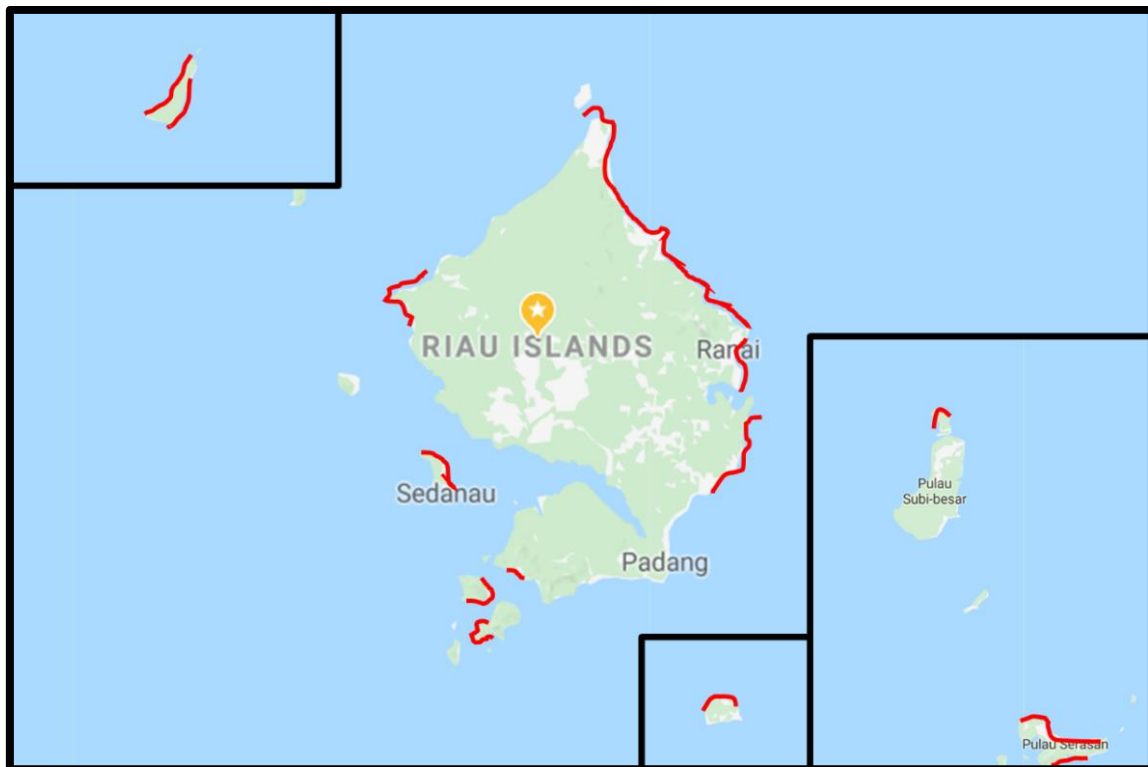 RIAU ISLANDS
Ranai
Sedanau
Padang
Pulau
Subi-besar
Pulau Serasan